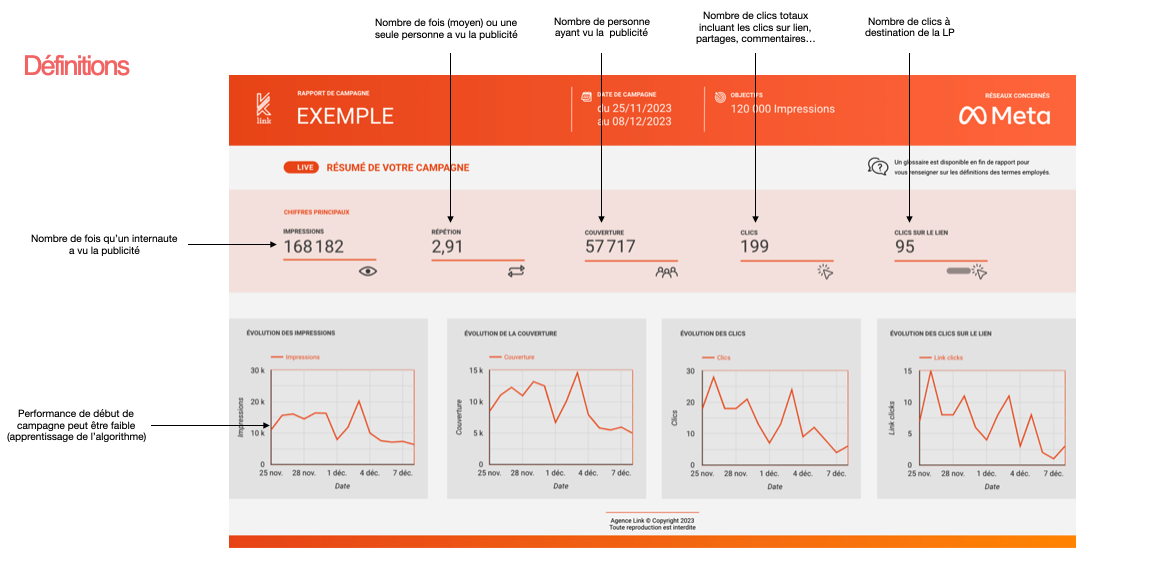 Définitions
Nombre de fois (moyen) ou une
seule personne a vu la publicité
Nombre de personne
ayant vu la publicité
Nombre de clics totaux
incluant les clics sur lien,
partages, commentaires…
Nombre de clics à
destination de la LP
link
RAPPORT DE CAMPAGNE
EXEMPLE
DATE DE CAMPAGNE
du 25/11/2023
au 08/12/2023
OBJECTIFS
120 000 Impressions
RÉSEAUX CONCERNÉS
Meta
LIVE RÉSUMÉ DE VOTRE CAMPAGNE
Un glossaire est disponible en fin de rapport pour
vous renseigner sur les définitions des termes employés.
Nombre de fois qu'un internaute
a vu la publicité
CHIFFRES PRINCIPAUX
IMPRESSIONS
168 182
RÉPÉTION
2,91
COUVERTURE
57 717
CLICS
199
CLICS SUR LE LIEN
95
Performance de début de
campagne peut être faible
(apprentissage de l'algorithme)
ÉVOLUTION DES IMPRESSIONS
Impressions
30 k
20 k
10 k
0
Impressions
25 nov. 28 nov. 1 déc. 4 déc. 7 déc.
Date
ÉVOLUTION DE LA COUVERTURE
Couverture
15 k
10 k
5 k
0
Couverture
25 nov. 28 nov. 1 déc. 4 déc. 7 déc.
Date
ÉVOLUTION DES CLICS
Clics
30
20
10
0
Clics
25 nov. 28 nov. 1 déc. 4 déc. 7 déc.
Date
ÉVOLUTION DES CLICS SUR LE LIEN
Link clicks
15
10
5
0
Link clicks
25 nov. 28 nov. 1 déc. 4 déc. 7 déc.
Date
Agence Link © Copyright 2023
Toute reproduction est interdite